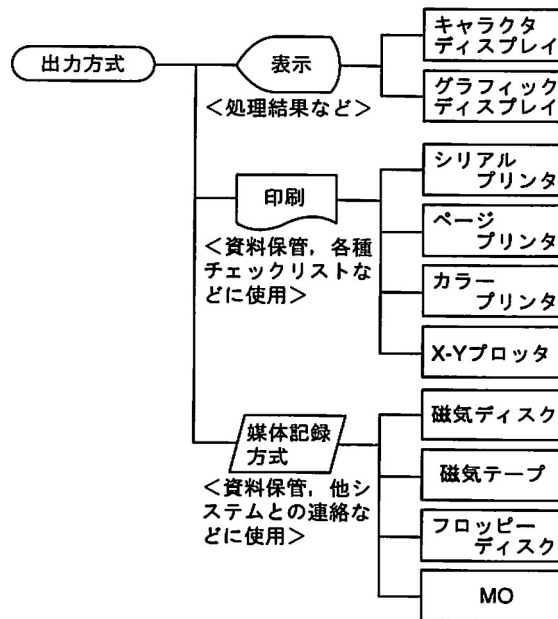 出力方式
表示
＜処理結果など＞
キャラクタ
ディスプレイ
グラフィック
ディスプレイ
印刷
＜資料保管，各種
チェックリストな
どに使用＞
シリアル
プリンタ
ページ
プリンタ
カラー
プリンタ
X-Yプロッタ
媒体記録
方式
＜資料保管，他シ
ステムとの連絡な
どに使用＞
磁気ディスク
磁気テープ
フロッピー
ディスク
MO